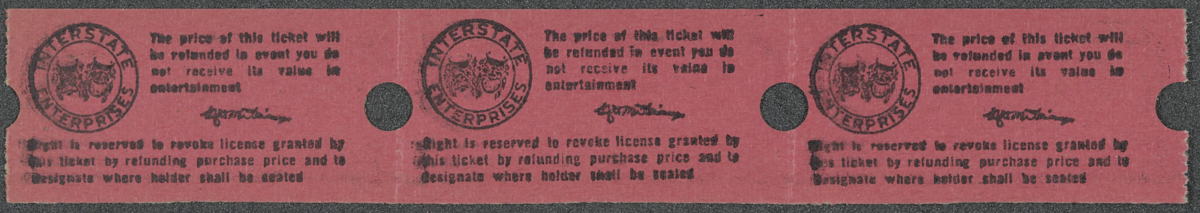 INTERSTATE ENTERPRISES
The price of this ticket will
be refunded in event you do
not receive its value in
entertainment
Right is reserved to revoke license granted by
this ticket by refunding purchase price and to
designate where holder shall be seated
INTERSTATE ENTERPRISES
The price of this ticket will
be refunded in event you do
not receive its value in
entertainment
Right is reserved to revoke license granted by
this ticket by refunding purchase price and to
designate where holder shall be seated
INTERSTATE ENTERPRISES
The price of this ticket will
be refunded in event you do
not receive its value in
entertainment
Right is reserved to revoke license granted by
this ticket by refunding purchase price and to
designate where holder shall be seated